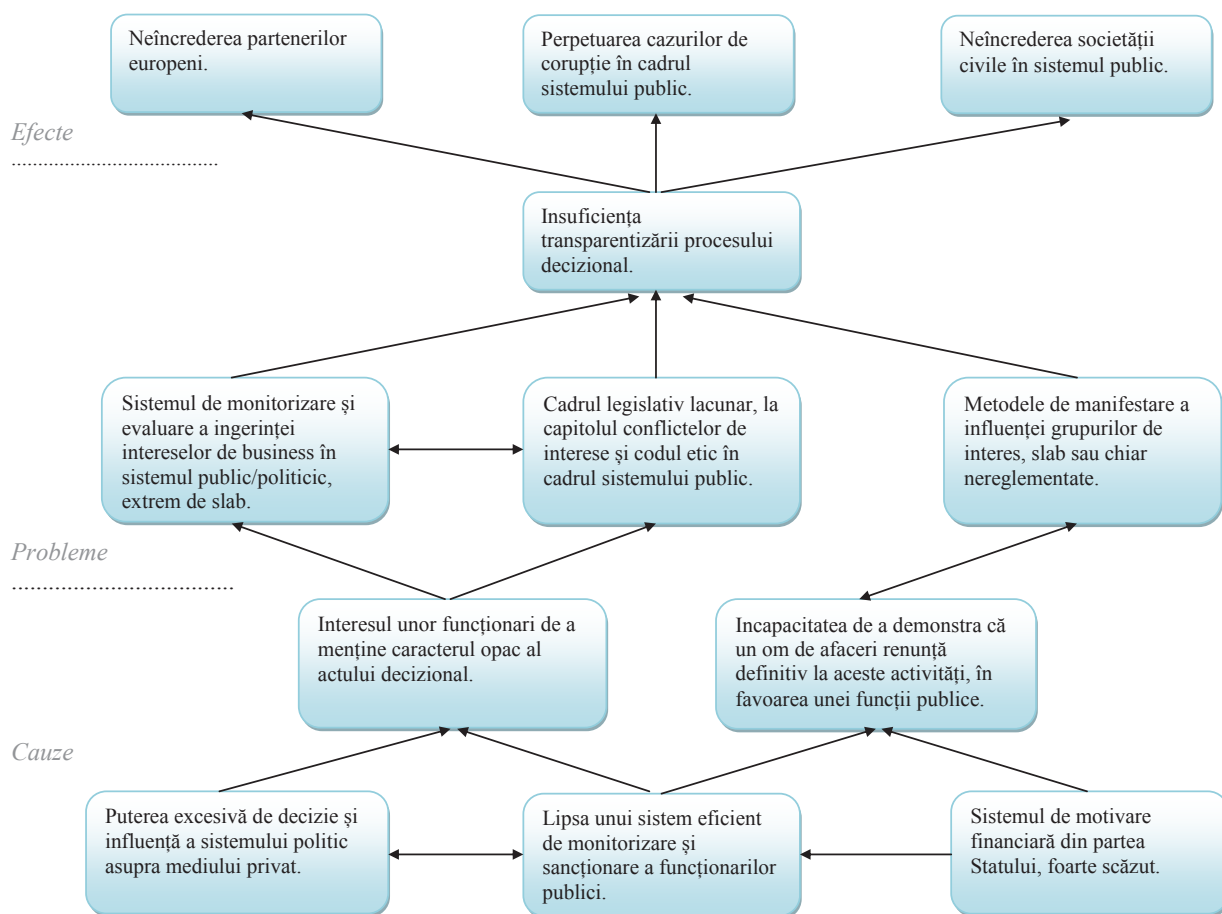 Neîncrederea partenerilor
europeni.
Perpetuarea cazurilor de
corupție în cadrul
sistemului public.
Neîncrederea societății
civile în sistemul public.
Efecte
......................................
Insuficiența
transparentizării procesului
decizional.
Sistemul de monitorizare și
evaluare a ingerinței
intereselor de business în
sistemul public/politicic,
extrem de slab.
Cadrul legislativ lacunar, la
capitolul conflictelor de
interese și codul etic în
cadrul sistemului public.
Metodele de manifestare a
influenței grupurilor de
interes, slab sau chiar
nereglementate.
Probleme
..................................
Interesul unor funcționari de a
menține caracterul opac al
actului decizional.
Incapacitatea de a demonstra că
un om de afaceri renunță
definitiv la aceste activități, în
favoarea unei funcții publice.
Cauze
Puterea excesivă de decizie și
influență a sistemului politic
asupra mediului privat.
Lipsa unui sistem eficient
de monitorizare și
sancționare a funcționarilor
publici.
Sistemul de motivare
financiară din partea
Statului, foarte scăzut.